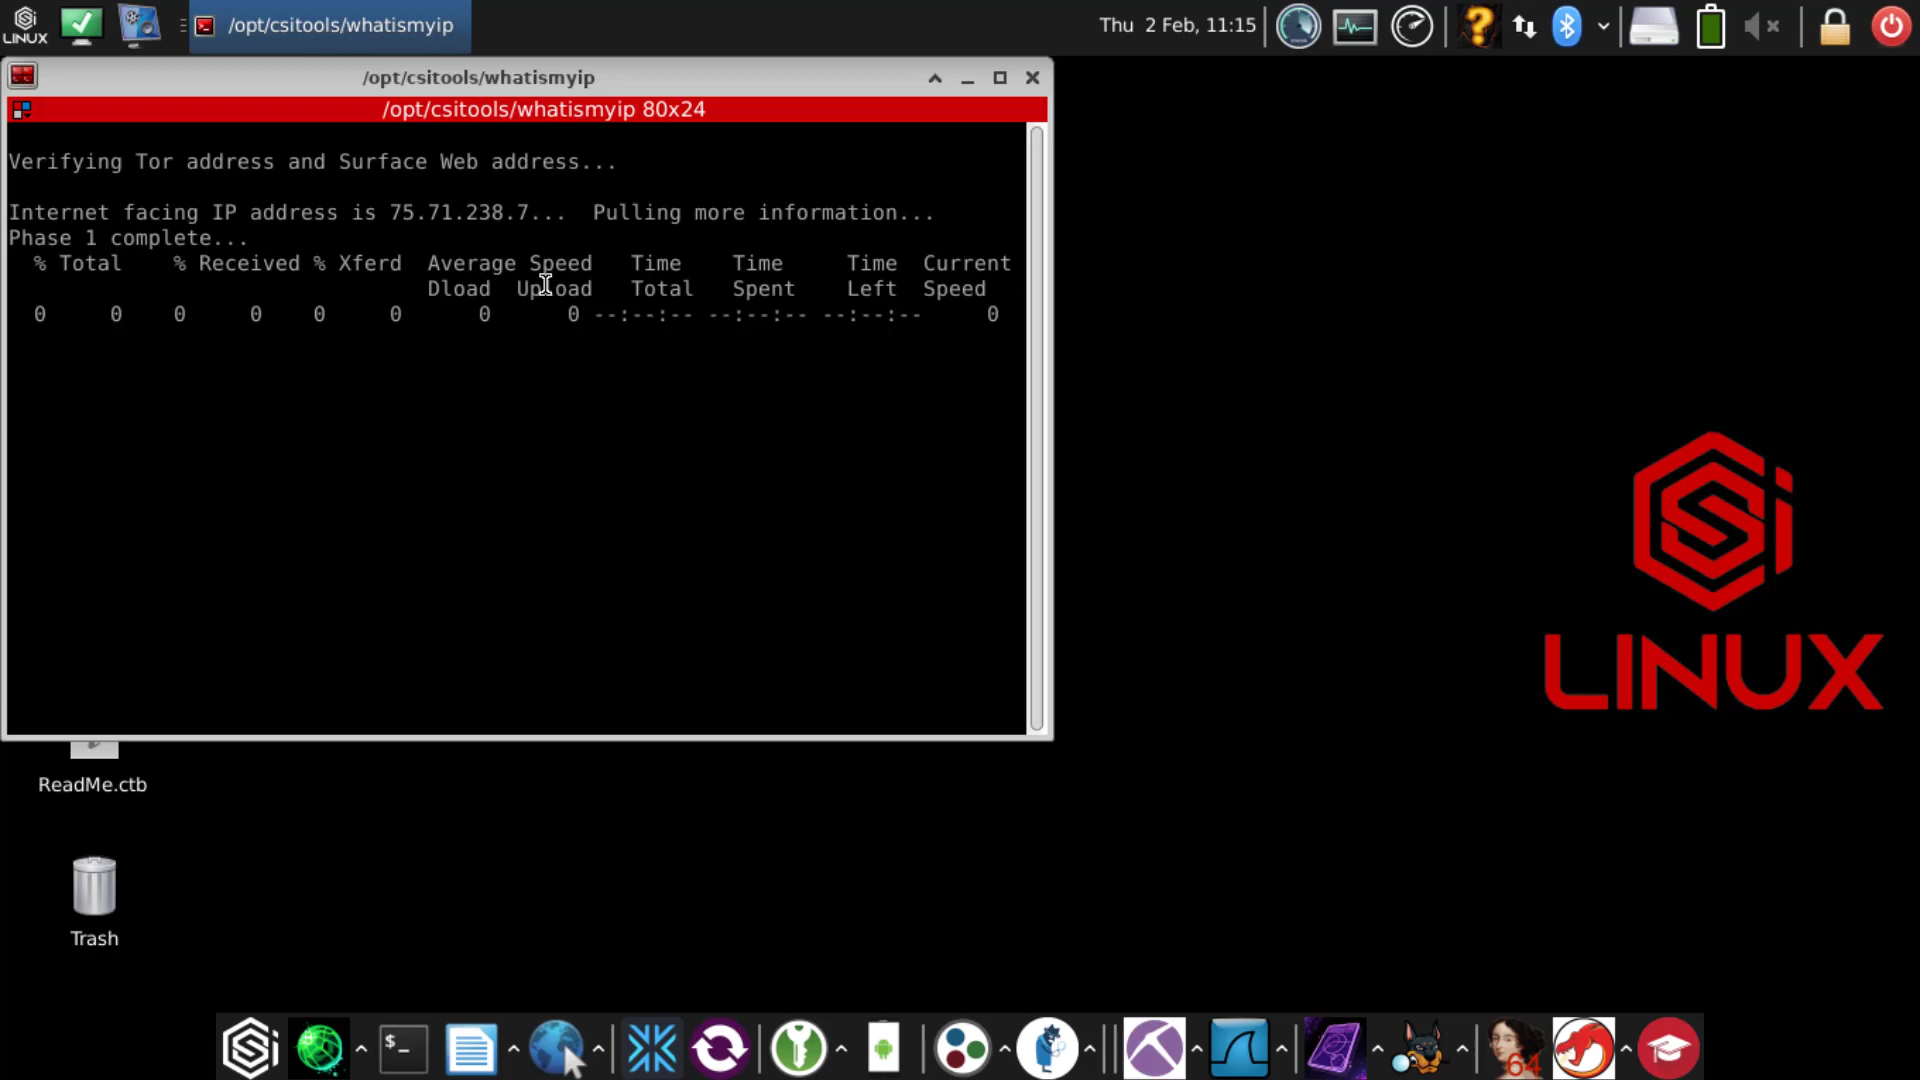 LINUX
/opt/csitools/whatismyip
Thu 2 Feb, 11:15
/opt/csitools/whatismyip
/opt/csitools/whatismyip 80x24
Verifying Tor address and Surface Web address...
Internet facing IP address is 75.71.238.7... Pulling more information...
Phase 1 complete...
% Total % Received % Xferd Average Speed Time Time Time Current
Dload Upload Total Spent Left Speed
0 0 0 0 0 0 0 0 --:--:-- --:--:-- --:--:-- 0
LINUX
ReadMe.ctb
Trash
$_
64